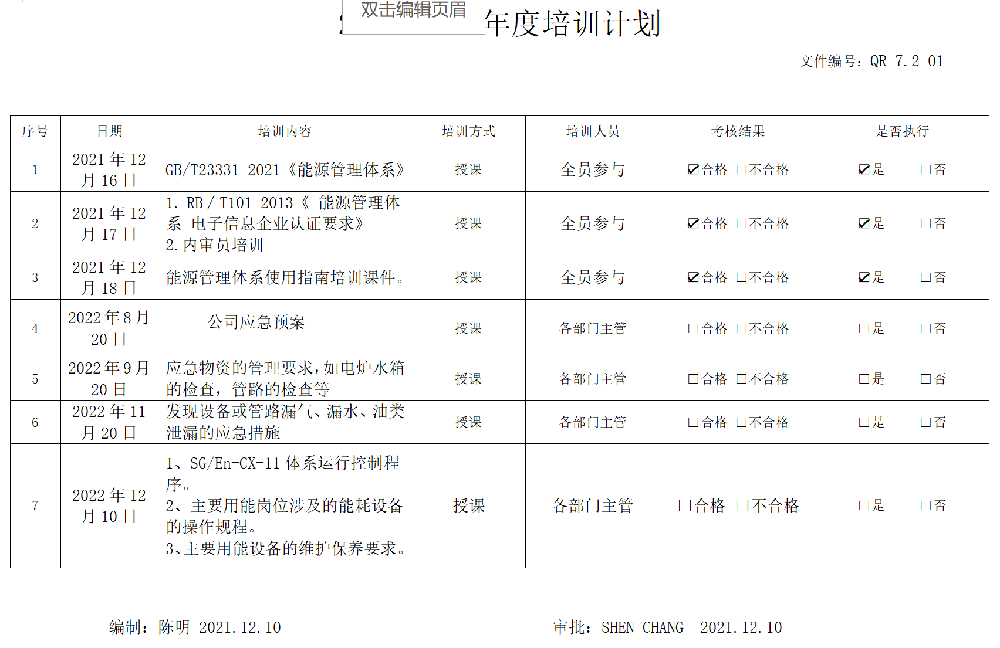 双击编辑页眉
年度培训计划
文件编号：QR-7.2-01
序号 日期 培训内容 培训方式 培训人员 考核结果 是否执行
1 2021 年 12 GB/T23331-2021《能源管理体系》 授课 全员参与 ☑合格 □不合格 ☑是 □否
月 16 日
2 2021 年 12 1. RB／T101-2013《 能源管理体 授课 全员参与 ☑合格 □不合格 ☑是 □否
月 17 日 系 电子信息企业认证要求》
2.内审员培训
3 2021 年 12 能源管理体系使用指南培训课件。 授课 全员参与 ☑合格 □不合格 ☑是 □否
月 18 日
4 2022 年 8 月 公司应急预案 授课 各部门主管 □合格 □不合格 □是 □否
20 日
5 2022 年 9 月 应急物资的管理要求,如电炉水箱 授课 各部门主管 □合格 □不合格 □是 □否
20 日 的检查，管路的检查等
6 2022 年 11 发现设备或管路漏气、漏水、油类 授课 各部门主管 □合格 □不合格 □是 □否
月 20 日 泄漏的应急措施
7 2022 年 12 1、SG/En-CX-11 体系运行控制程 授课 各部门主管 □合格 □不合格 □是 □否
月 10 日 序。
2、主要用能岗位涉及的能耗设备
的操作规程。
3、主要用能设备的维护保养要求。
编制：陈明 2021.12.10 审批：SHEN CHANG 2021.12.10